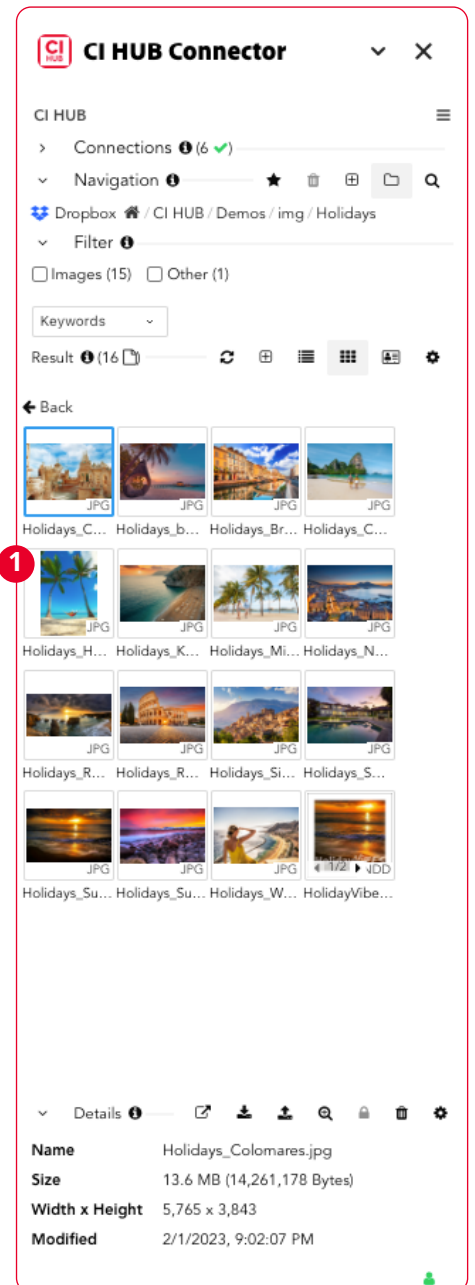 CI HUB CI HUB Connector
CI HUB
Connections (6 ✔)
Navigation
Dropbox / CI HUB / Demos / img / Holidays
Filter
Images (15) Other (1)
Keywords
Result (16)
Back
JPG JPG JPG JPG
Holidays_C... Holidays_b... Holidays_Br... Holidays_C...
1
JPG JPG JPG JPG
Holidays_H... Holidays_K... Holidays_Mi... Holidays_N...
JPG JPG JPG JPG
Holidays_R... Holidays_R... Holidays_Si... Holidays_S...
JPG JPG JPG 1/2 NDD
Holidays_Su... Holidays_Su... Holidays_W... HolidayVibe...
Details
Name Holidays_Colomares.jpg
Size 13.6 MB (14,261,178 Bytes)
Width x Height 5,765 x 3,843
Modified 2/1/2023, 9:02:07 PM